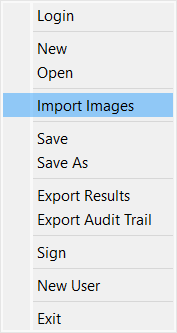 Login
New
Open
Import Images
Save
Save As
Export Results
Export Audit Trail
Sign
New User
Exit